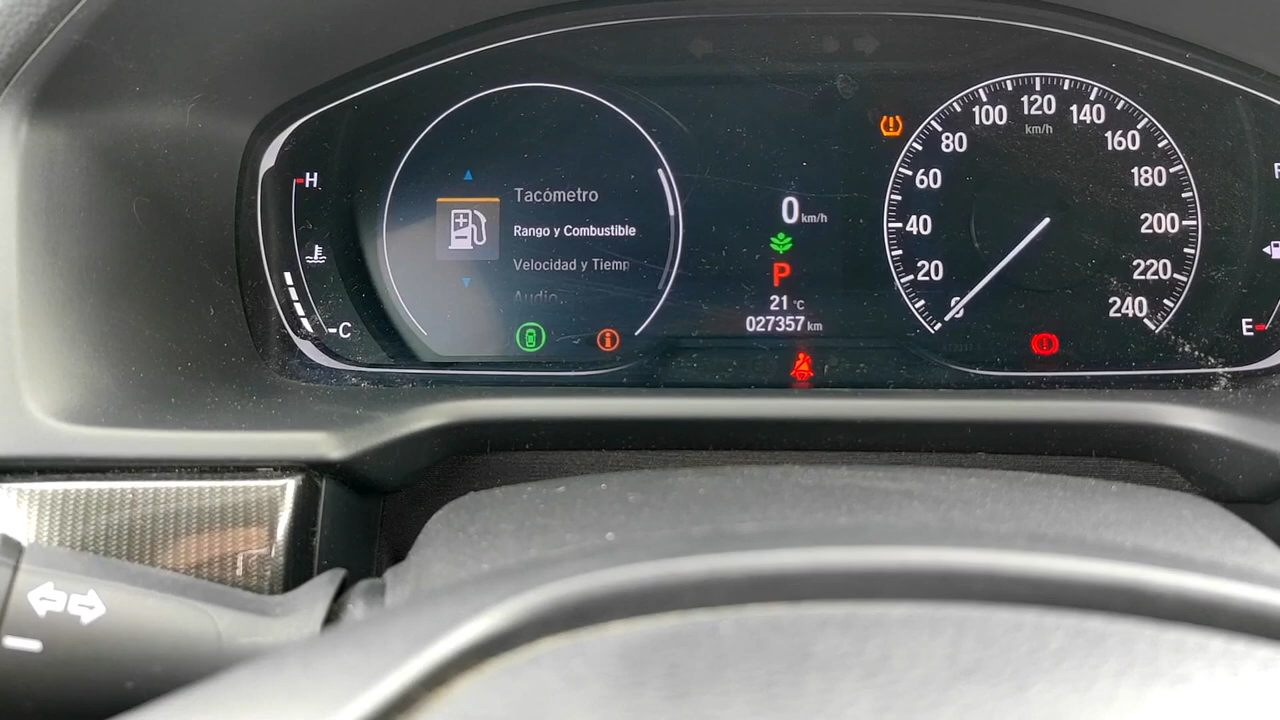 H
C
Tacómetro
Rango y Combustible
Velocidad y Tiemp
Audio
0 km/h
P
21 °C
027357 km
20
40
60
80
100
120
140
160
180
200
220
240
km/h
E